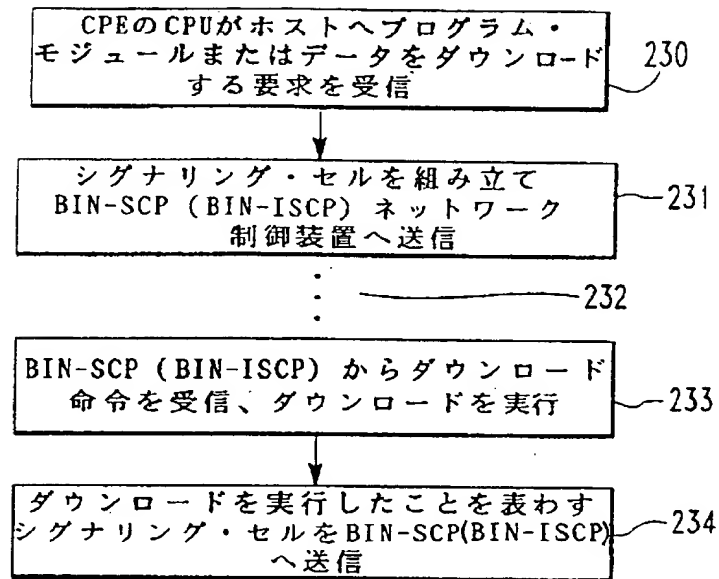 CPEのCPUがホストへプログラム・
モジュールまたはデータをダウンロード
する要求を受信
230
シグナリング・セルを組み立て
BIN-SCP (BIN-ISCP) ネットワーク
制御装置へ送信
231
232
BIN-SCP (BIN-ISCP) からダウンロード
命令を受信、ダウンロードを実行
233
ダウンロードを実行したことを表わす
シグナリング・セルをBIN-SCP(BIN-ISCP)
へ送信
234